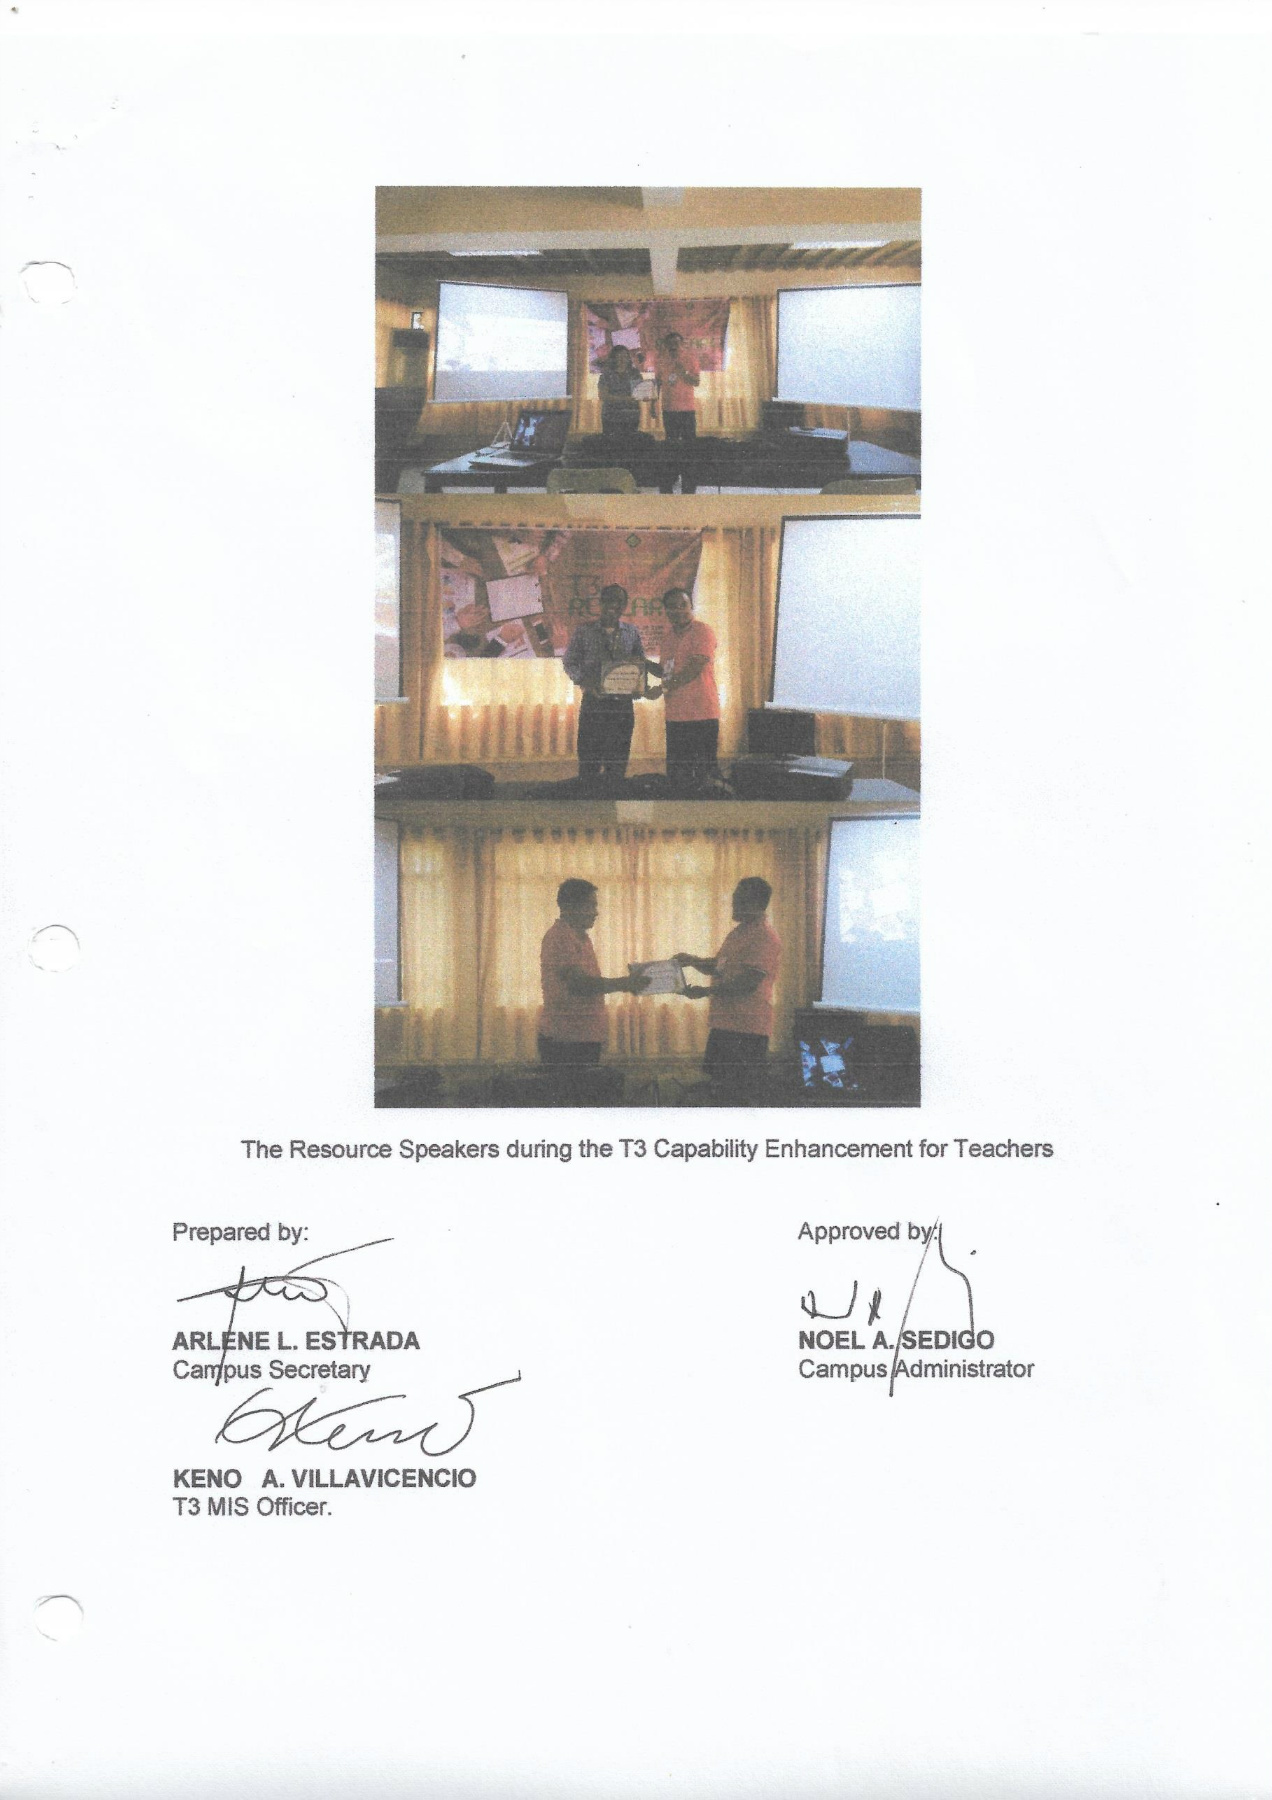 T3
The Resource Speakers during the T3 Capability Enhancement for Teachers
Prepared by:
Approved by:
ARLENE L. ESTRADA
NOEL A. SEDIGO
Campus Secretary
Campus Administrator
KENO A. VILLAVICENCIO
T3 MIS Officer.